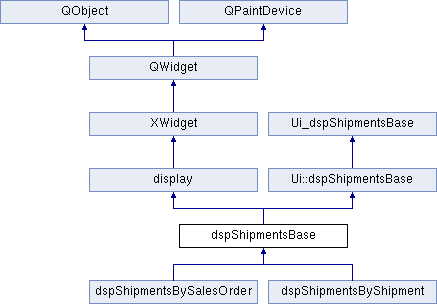 QObject
QPaintDevice
QWidget
XWidget
Ui_dspShipmentsBase
display
Ui::dspShipmentsBase
dspShipmentsBase
dspShipmentsBySalesOrder
dspShipmentsByShipment